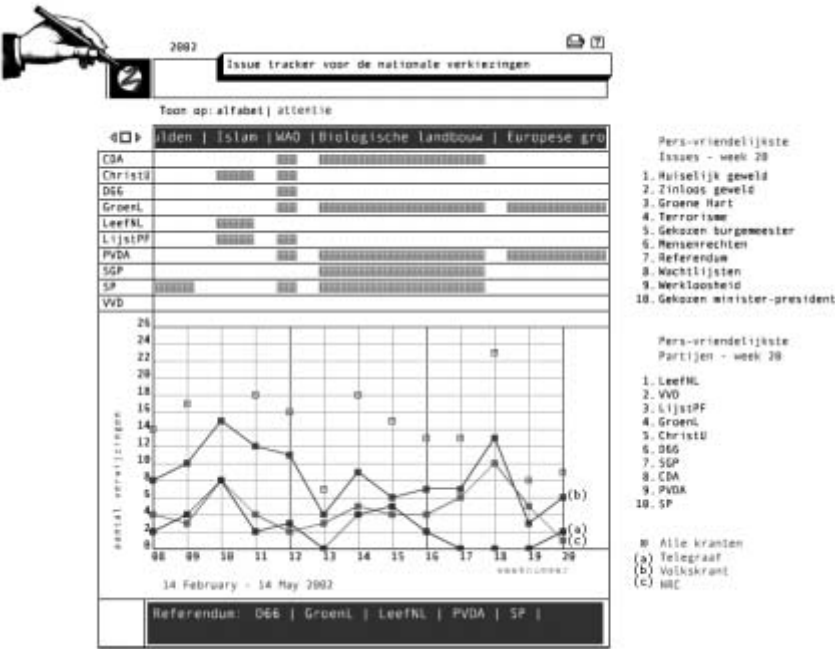 2002
Issue tracker voor de nationale verkiezingen
Toon op: alfabet | attentie
ulden | Islam | WAO | Biologische landbouw | Europese gro
CDA
ChristU
D66
GroenL
LeefNL
LijstPF
PVDA
SGP
SP
VVD
26
24
22
20
18
16
14
12
10
8
6
4
2
0
aantal verwijzingen
(b)
(a)
(c)
08 09 10 11 12 13 14 15 16 17 18 19 20
weeknummer
14 February - 14 May 2002
Referendum: D66 | GroenL | LeefNL | PVDA | SP |
Pers-vriendelijkste
Issues - week 20
1. Huiselijk geweld
2. Zinloos geweld
3. Groene Hart
4. Terrorisme
5. Gekozen burgemeester
6. Mensenrechten
7. Referendum
8. Wachtlijsten
9. Werkloosheid
10. Gekozen minister-president
Pers-vriendelijkste
Partijen - week 20
1. LeefNL
2. VVD
3. LijstPF
4. GroenL
5. ChristU
6. D66
7. SGP
8. CDA
9. PVDA
10. SP
Alle kranten
(a) Telegraaf
(b) Volkskrant
(c) NRC